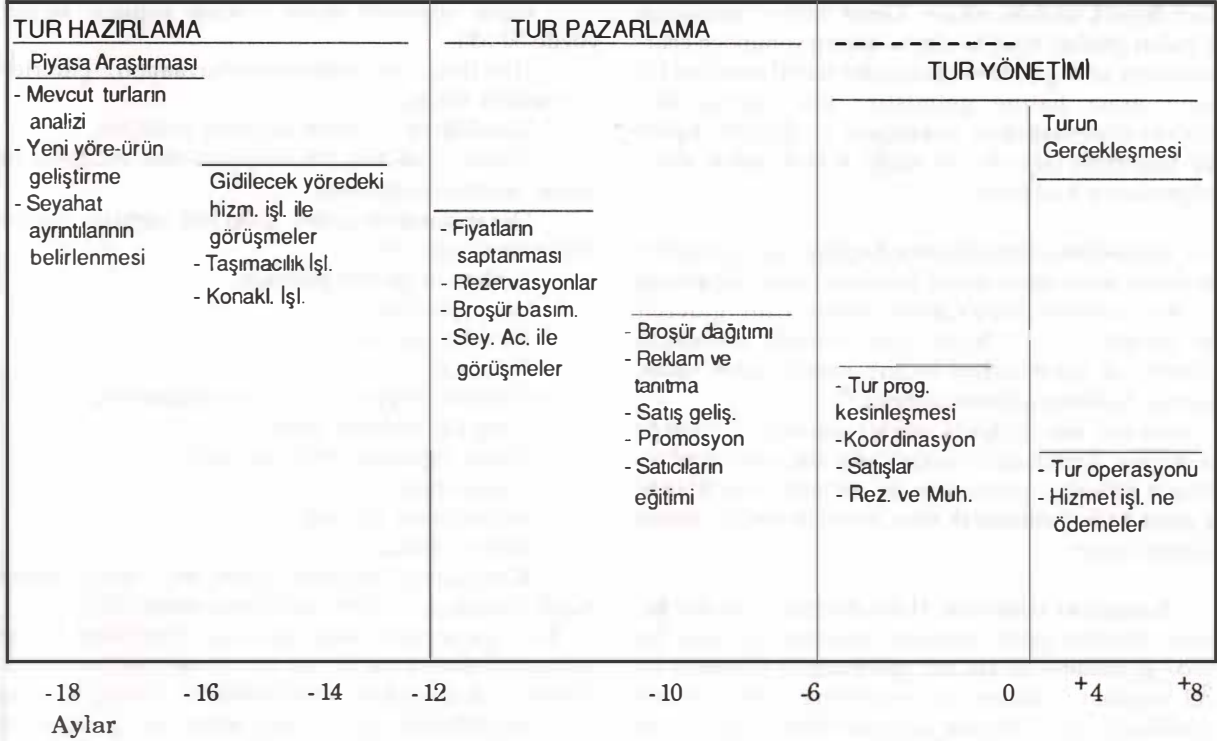 TUR HAZIRLAMA
Piyasa Araştırması
- Mevcut turların
analizi
- Yeni yöre-ürün
geliştirme
- Seyahat
ayrıntılarının
belirlenmesi
Gidilecek yöredeki
hizm. işl. ile
görüşmeler
- Taşımacılık İşl.
- Konakl. İşl.
TUR PAZARLAMA
- Fiyatların
saptanması
- Rezervasyonlar
- Broşür basım.
- Sey. Ac. ile
görüşmeler
- Broşür dağıtımı
- Reklam ve
tanıtma
- Satış geliş.
- Promosyon
- Satıcıların
eğitimi
TUR YÖNETİMİ
- Tur prog.
kesinleşmesi
-Koordinasyon
- Satışlar
- Rez. ve Muh.
Turun
Gerçekleşmesi
- Tur operasyonu
- Hizmet işl. ne
ödemeler
-18 -16 -14 -12 -10 -6 0 +4 +8
Aylar